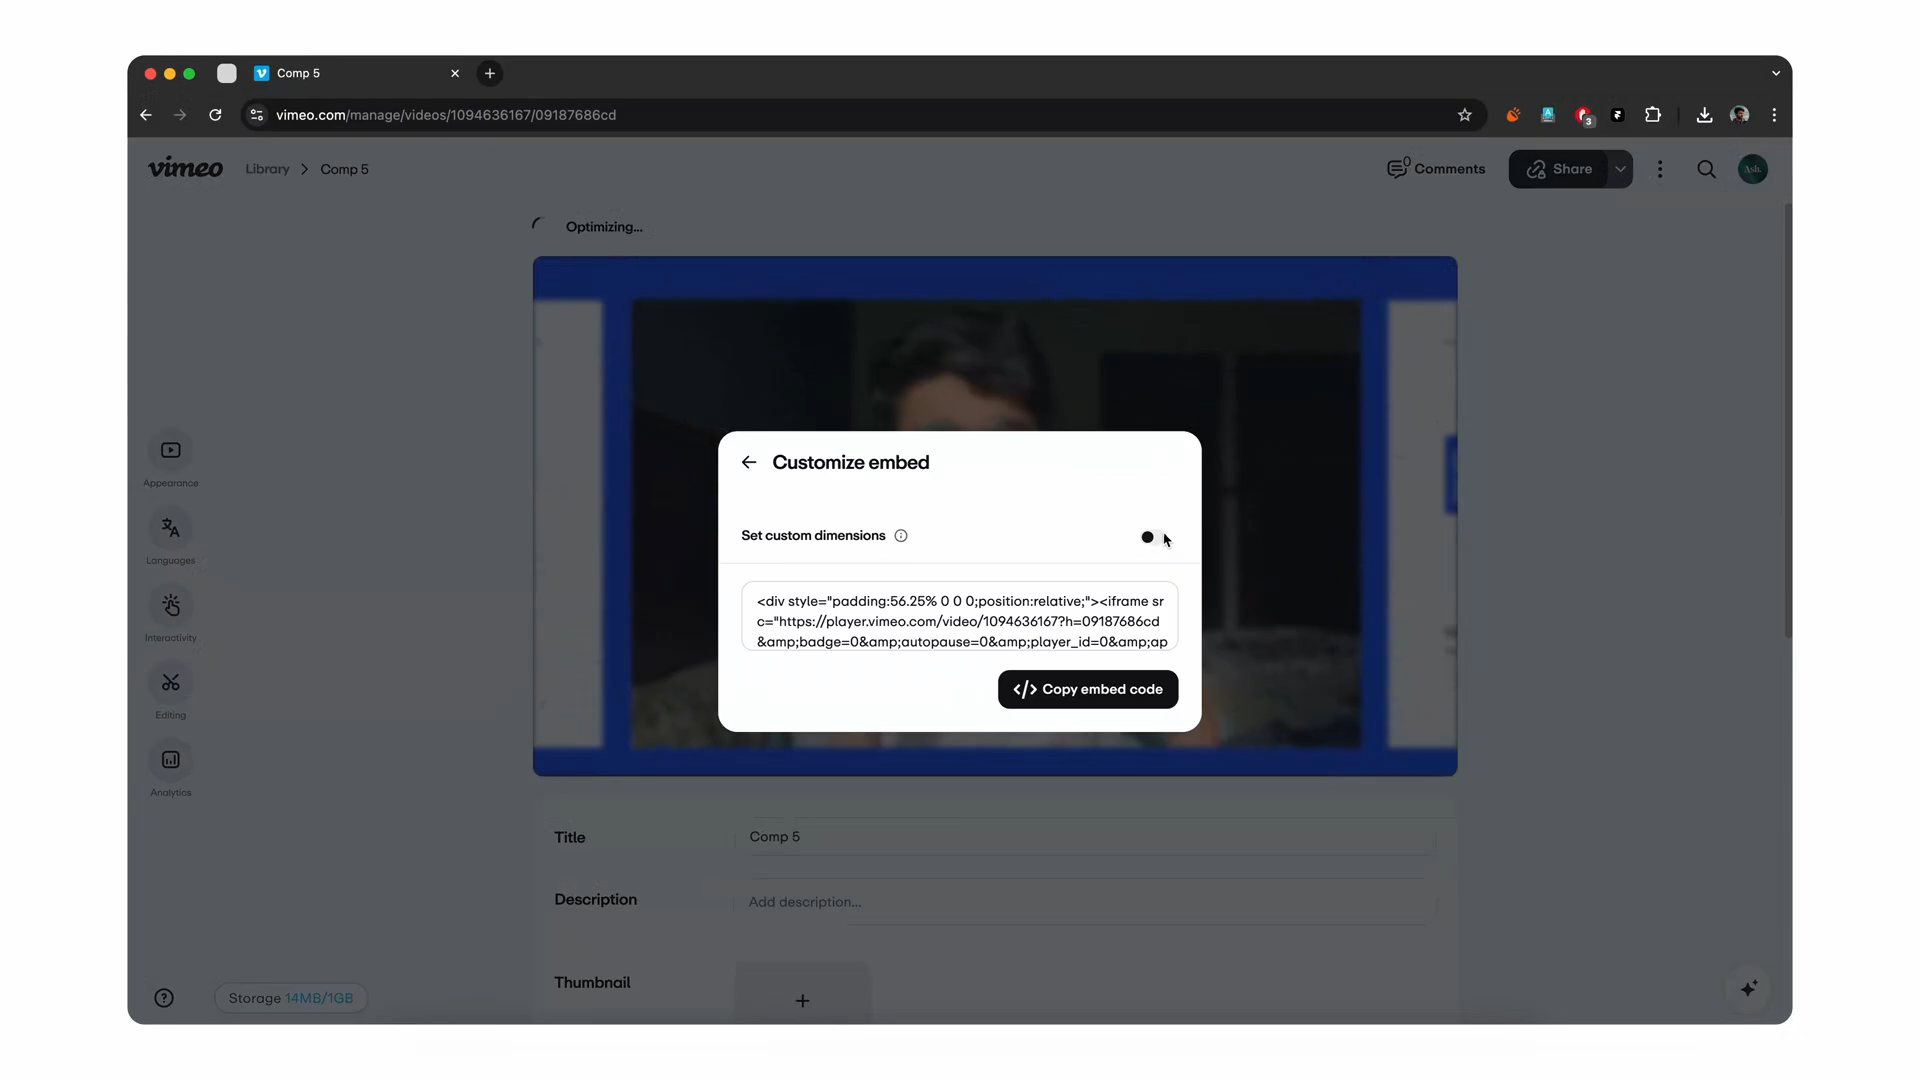 Comp 5
vimeo.com/manage/videos/1094636167/09187686cd
3
vimeo
Library > Comp 5
0
Comments
Share
Ash.
Optimizing...
Customize embed
Set custom dimensions
<div style="padding:56.25% 0 0 0;position:relative;"><iframe sr
c="https://player.vimeo.com/video/1094636167?h=09187686cd
&amp;badge=0&amp;autopause=0&amp;player_id=0&amp;ap
</> Copy embed code
Appearance
Languages
Interactivity
Editing
Analytics
Title
Comp 5
Description
Add description...
Thumbnail
Storage 14MB/1GB